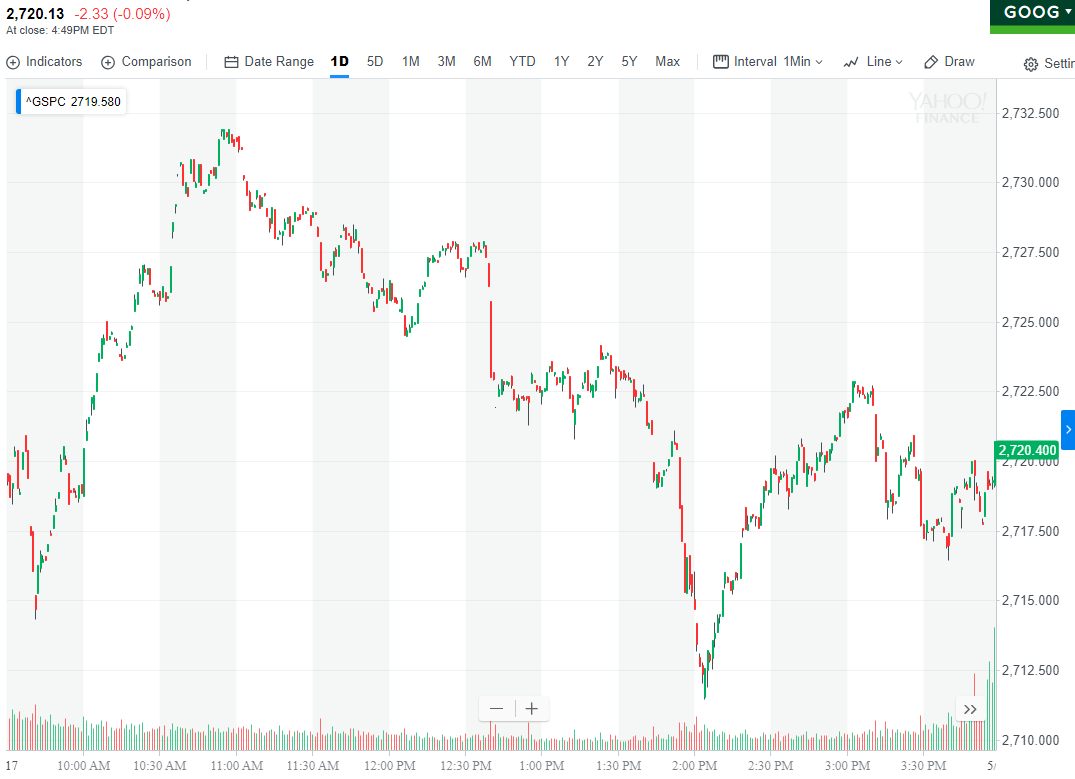 2,720.13 -2.33 (-0.09%)
At close: 4:49PM EDT
GOOG
Indicators Comparison Date Range 1D 5D 1M 3M 6M YTD 1Y 2Y 5Y Max Interval 1Min Line Draw Settin
^GSPC 2719.580
YAHOO!
FINANCE
2,732.500
2,730.000
2,727.500
2,725.000
2,722.500
2,720.400
2,720.000
2,717.500
2,715.000
2,712.500
2,710.000
17 10:00 AM 10:30 AM 11:00 AM 11:30 AM 12:00 PM 12:30 PM 1:00 PM 1:30 PM 2:00 PM 2:30 PM 3:00 PM 3:30 PM 5/